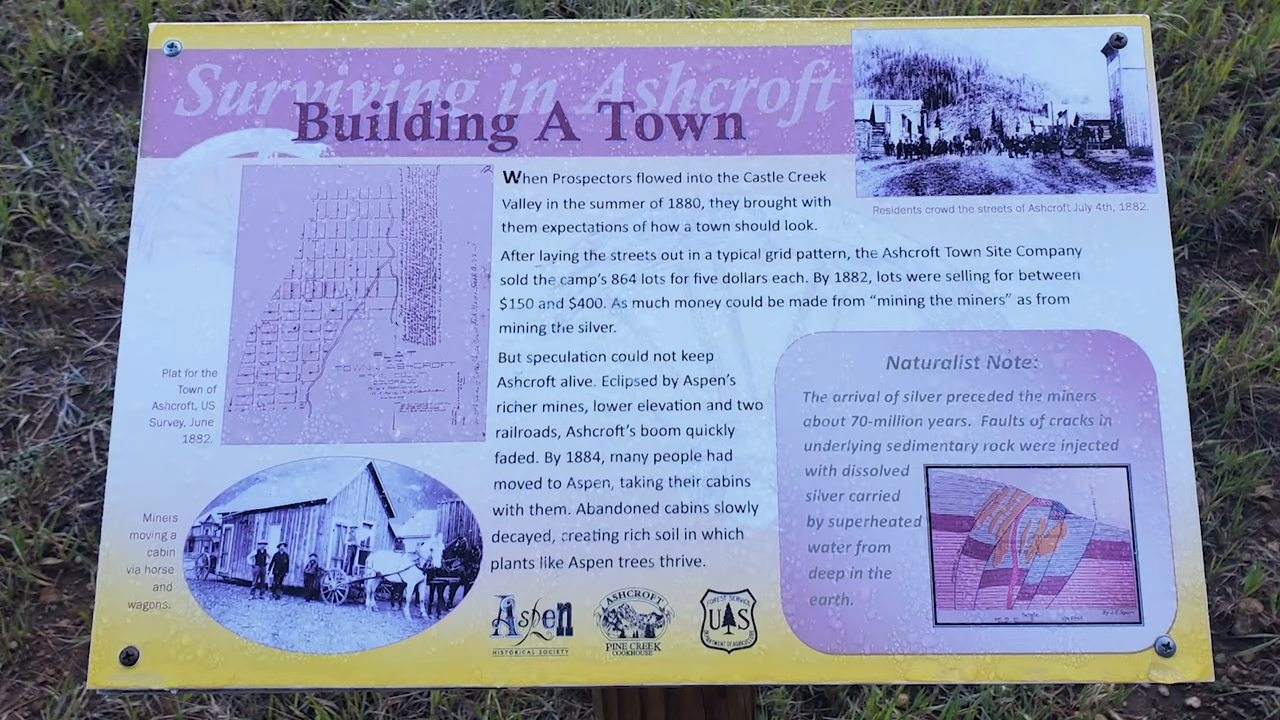 Surviving in Ashcroft
Building A Town
Residents crowd the streets of Ashcroft July 4th, 1882.
When Prospectors flowed into the Castle Creek
Valley in the summer of 1880, they brought with
them expectations of how a town should look.
After laying the streets out in a typical grid pattern, the Ashcroft Town Site Company
sold the camp's 864 lots for five dollars each. By 1882, lots were selling for between
$150 and $400. As much money could be made from "mining the miners" as from
mining the silver.
But speculation could not keep
Ashcroft alive. Eclipsed by Aspen's
richer mines, lower elevation and two
railroads, Ashcroft's boom quickly
faded. By 1884, many people had
moved to Aspen, taking their cabins
with them. Abandoned cabins slowly
decayed, creating rich soil in which
plants like Aspen trees thrive.
PLAT
TOWN ASHCROFT
Plat for the
Town of
Ashcroft, US
Survey, June
1882.
Miners
moving a
cabin
via horse
and
wagons.
Naturalist Note:
The arrival of silver preceded the miners
about 70-million years. Faults of cracks in
underlying sedimentary rock were injected
with dissolved
silver carried
by superheated
water from
deep in the
earth.
Aspen
HISTORICAL SOCIETY
ASHCROFT
PINE CREEK
COOKHOUSE
FOREST SERVICE
US
DEPARTMENT OF AGRICULTURE